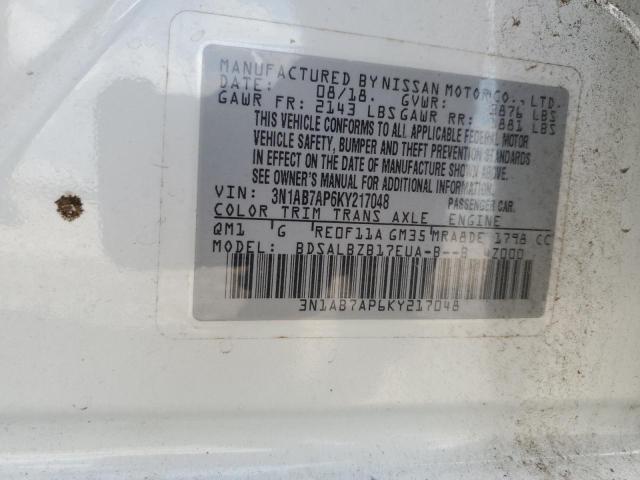 MANUFACTURED BY NISSAN MOTOR CO., LTD.
DATE: 08/18. GVWR: 3876 LBS
GAWR FR: 2143 LBS GAWR RR: 1881 LBS
THIS VEHICLE CONFORMS TO ALL APPLICABLE FEDERAL MOTOR
VEHICLE SAFETY, BUMPER AND THEFT PREVENTION STANDARDS
IN EFFECT ON THE DATE OF MANUFACTURE SHOWN ABOVE.
SEE OWNER'S MANUAL FOR ADDITIONAL INFORMATION.
VIN: 3N1AB7AP6KY217048 PASSENGER CAR
COLOR TRIM TRANS AXLE ENGINE
QM1 G RE0F11A GM35 MRA8DE 1798 CC
MODEL: BDSALBZB17EUA-B--B
3N1AB7AP6KY217048